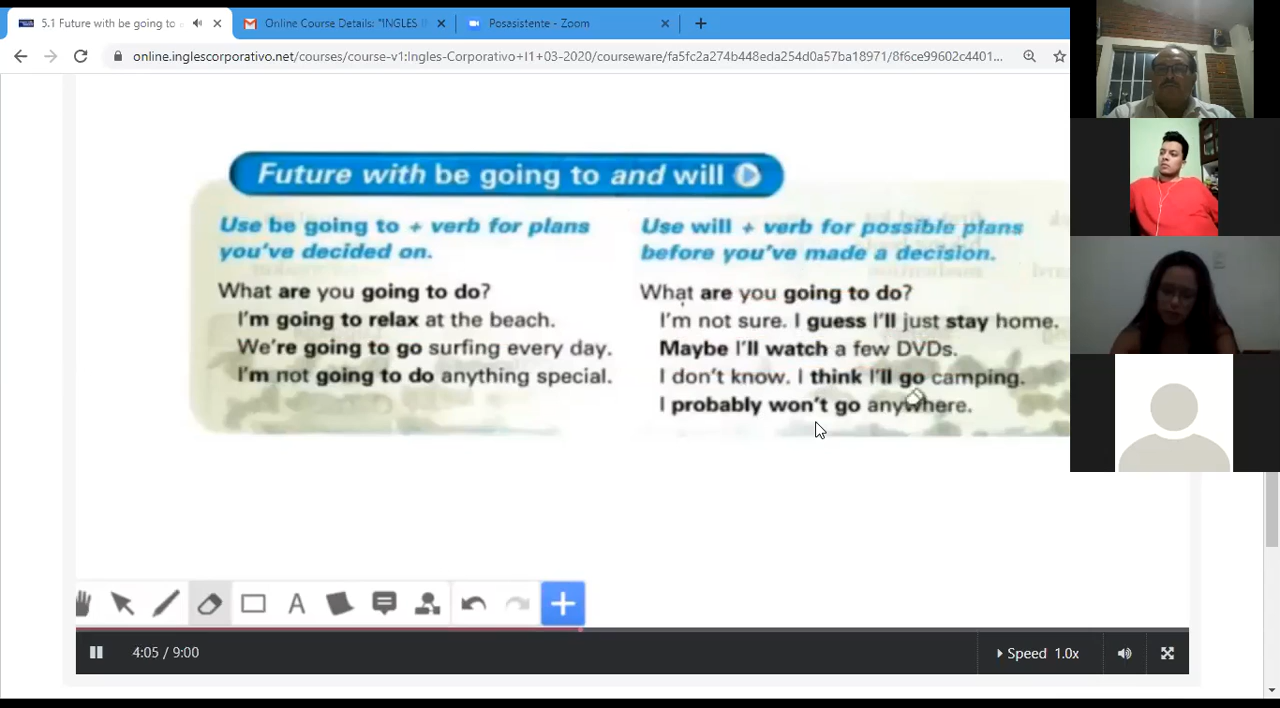 5.1 Future with be going to
Online Course Details: "INGLES I
Posasistente - Zoom
online.inglescorporativo.net/courses/course-v1:Ingles-Corporativo+I1+03-2020/courseware/fa5fc2a274b448eda254d0a57ba18971/8f6ce99602c4401...
Future with be going to and will
Use be going to + verb for plans
you've decided on.
What are you going to do?
I'm going to relax at the beach.
We're going to go surfing every day.
I'm not going to do anything special.
Use will + verb for possible plans
before you've made a decision.
What are you going to do?
I'm not sure. I guess I'll just stay home.
Maybe I'll watch a few DVDs.
I don't know. I think I'll go camping.
I probably won't go anywhere.
A
4:05 / 9:00
Speed 1.0x